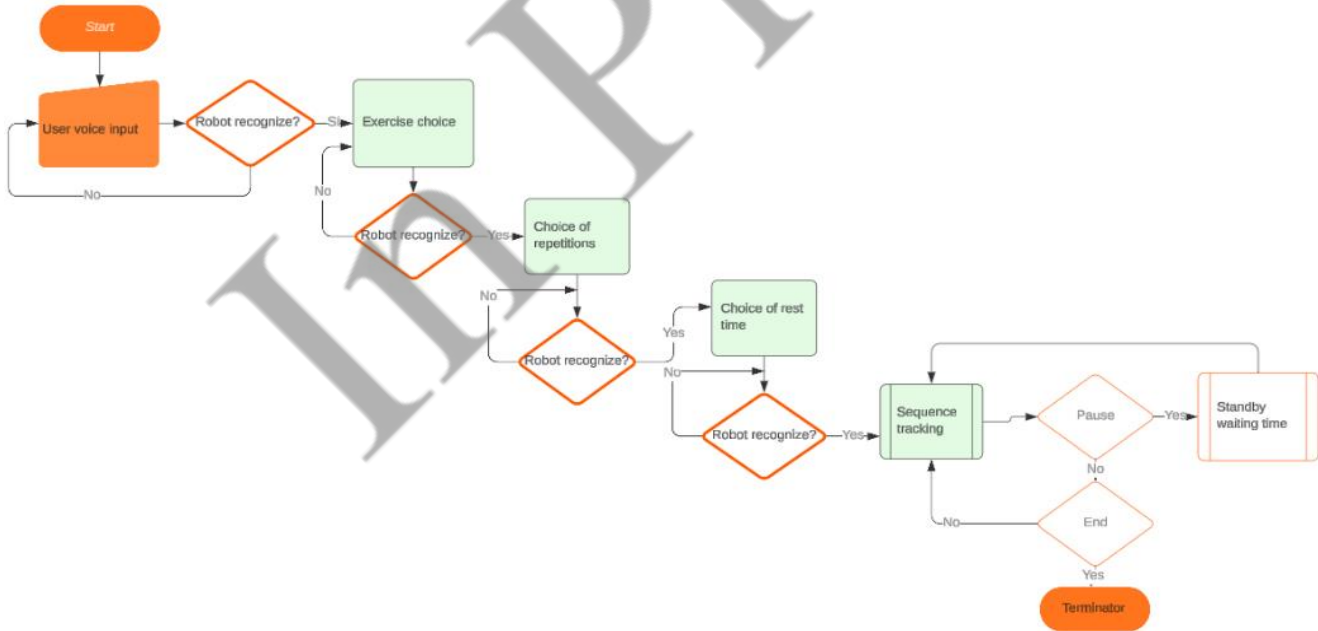 Start
User voice input
Robot recognize?
Si
Exercise choice
No
No
Robot recognize?
Yes
Choice of
repetitions
No
Robot recognize?
Yes
Choice of rest
time
No
Robot recognize?
Yes
Sequence
tracking
Pause
Yes
Standby
waiting time
No
End
No
Yes
Terminator
In Pr